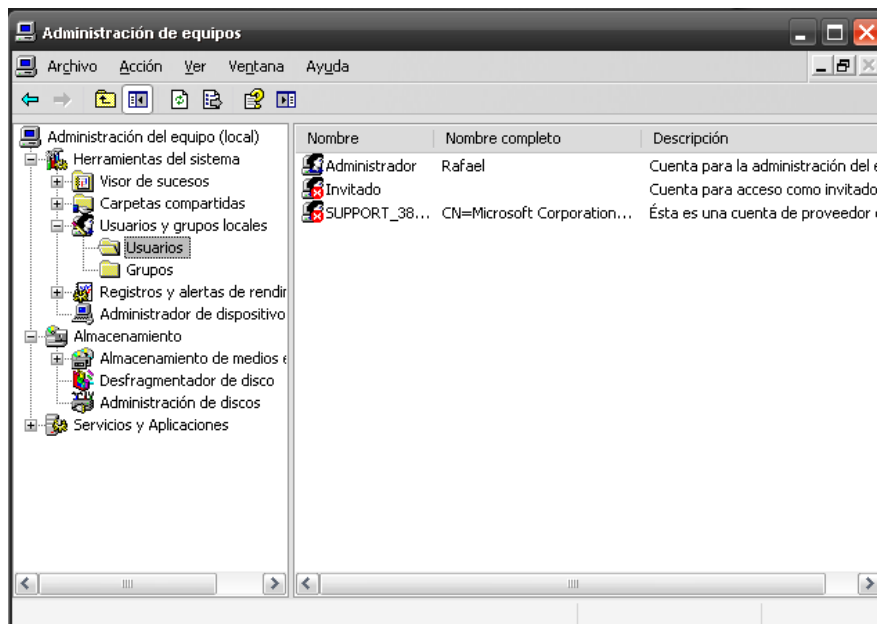 Administración de equipos
Archivo Acción Ver Ventana Ayuda
Administración del equipo (local)
Herramientas del sistema
Visor de sucesos
Carpetas compartidas
Usuarios y grupos locales
Usuarios
Grupos
Registros y alertas de rendir
Administrador de dispositivo
Almacenamiento
Almacenamiento de medios e
Desfragmentador de disco
Administración de discos
Servicios y Aplicaciones
Nombre Nombre completo Descripción
Administrador Rafael Cuenta para la administración del e
Invitado Cuenta para acceso como invitado
SUPPORT_38... CN=Microsoft Corporation... Ésta es una cuenta de proveedor